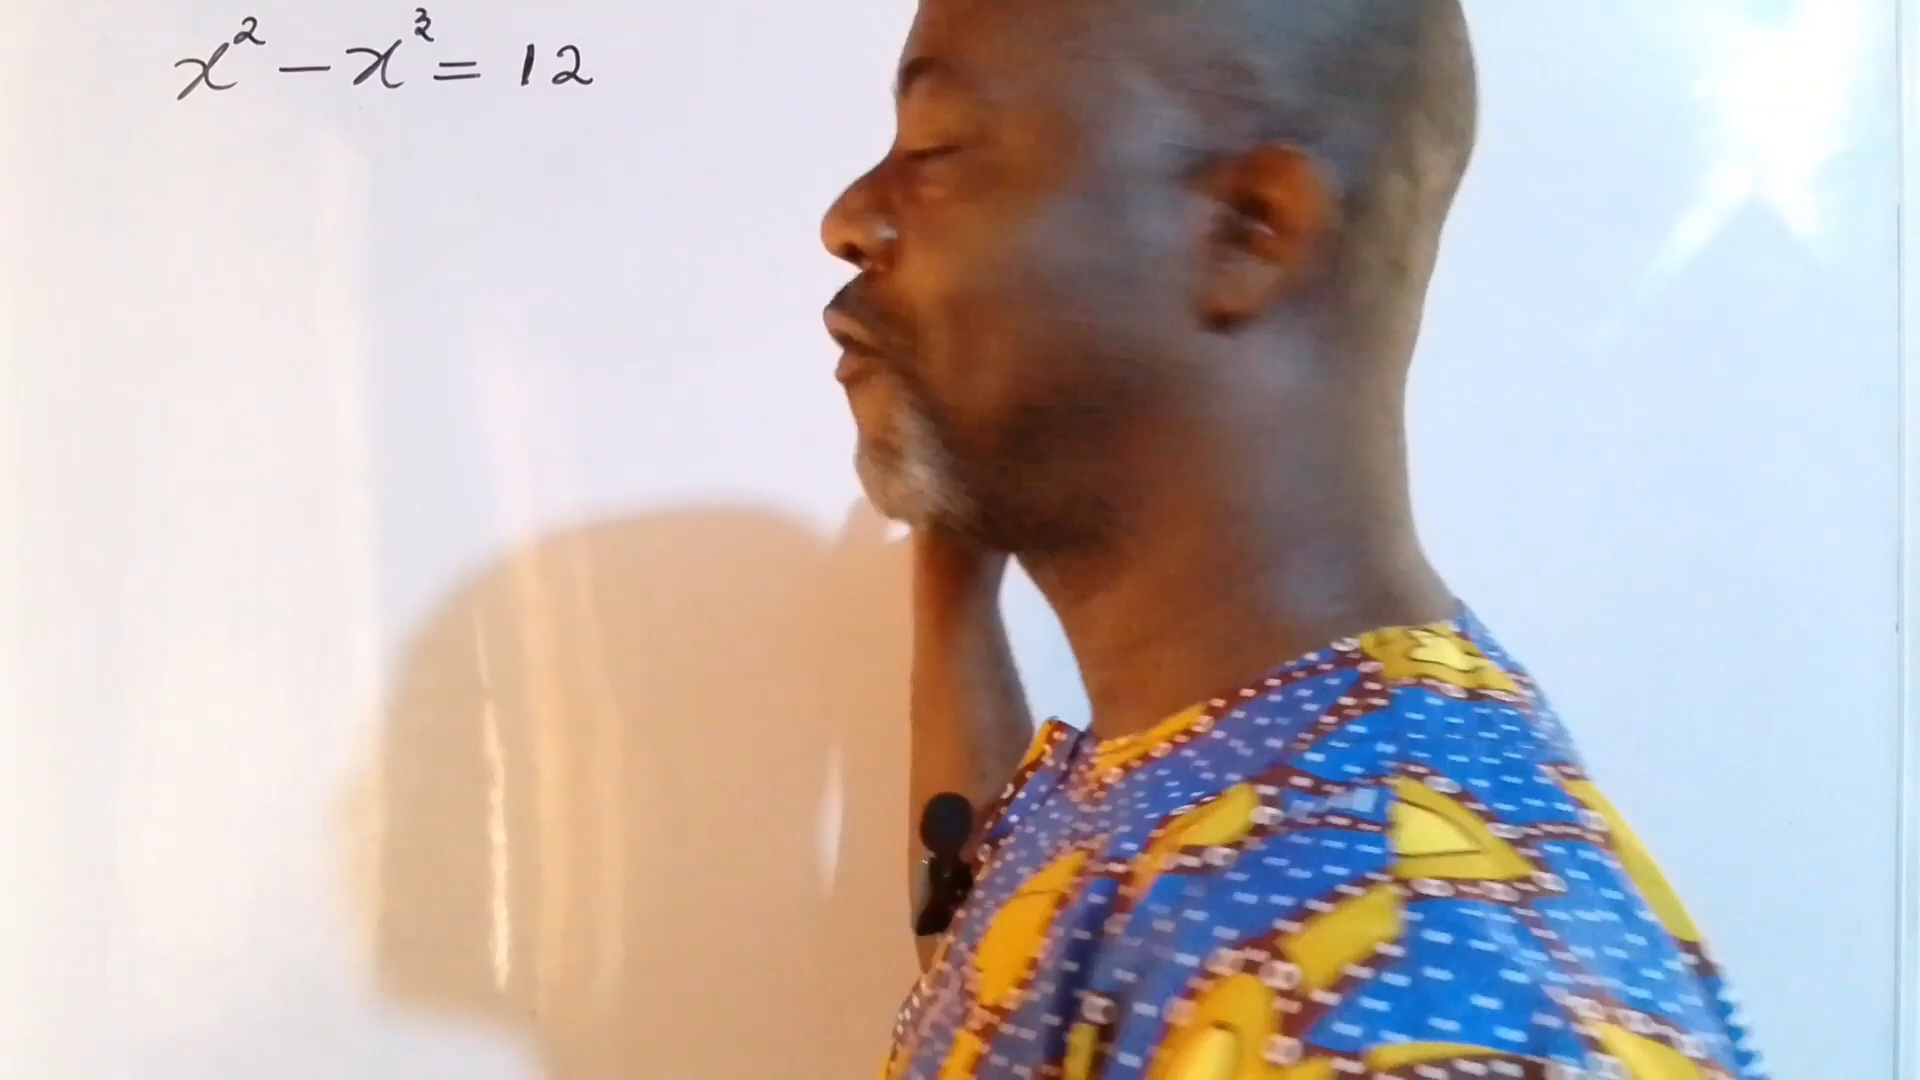 x² - x³ = 12